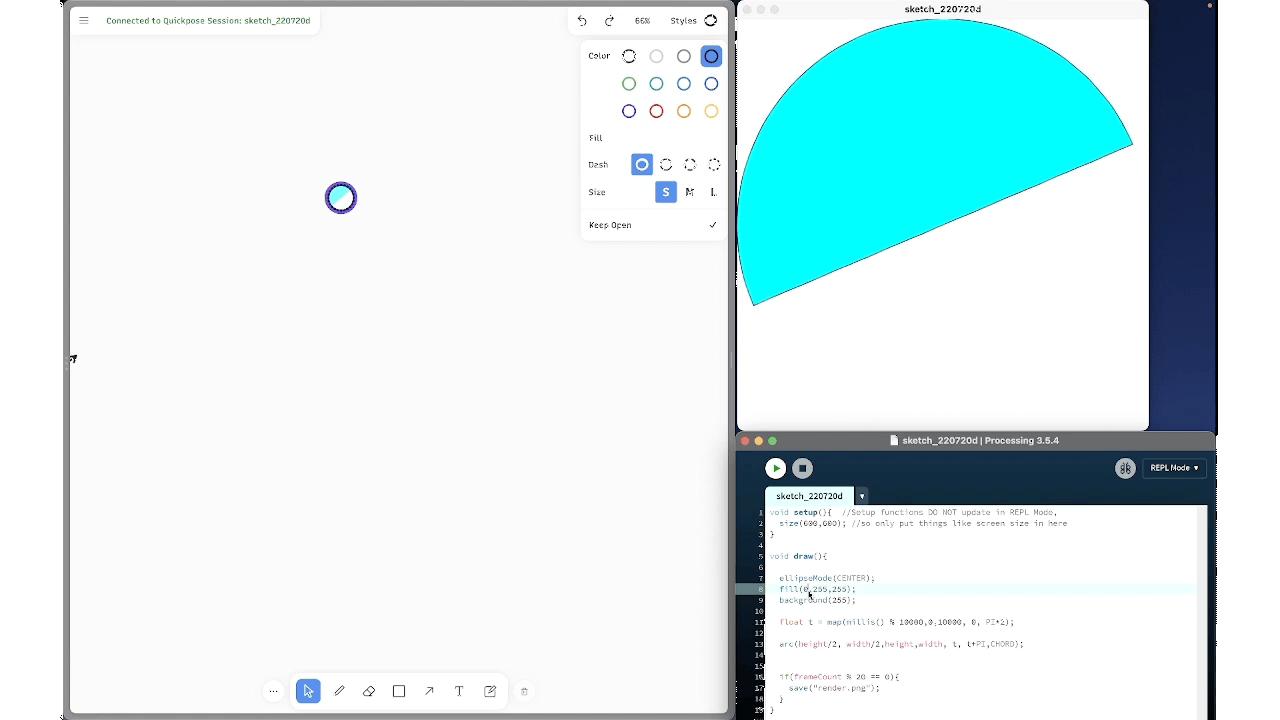 Connected to Quickpose Session: sketch_220720d
66%
Styles
Color
Fill
Dash
Size
S
M
L
Keep Open
T
sketch_220720d
sketch_220720d | Processing 3.5.4
REPL Mode ▾
sketch_220720d
1 void setup(){  //Setup functions DO NOT update in REPL Mode,
2   size(600,600); //so only put things like screen size in here
3 }
4
5 void draw(){
6
7   ellipseMode(CENTER);
8   fill(0,255,255);
9   background(255);
10
11   float t = map(millis() % 10000,0,10000, 0, PI*2);
12
13   arc(height/2, width/2,height,width, t, t+PI,CHORD);
14
15
16   if(frameCount % 20 == 0){
17     save("render.png");
18   }
19 }